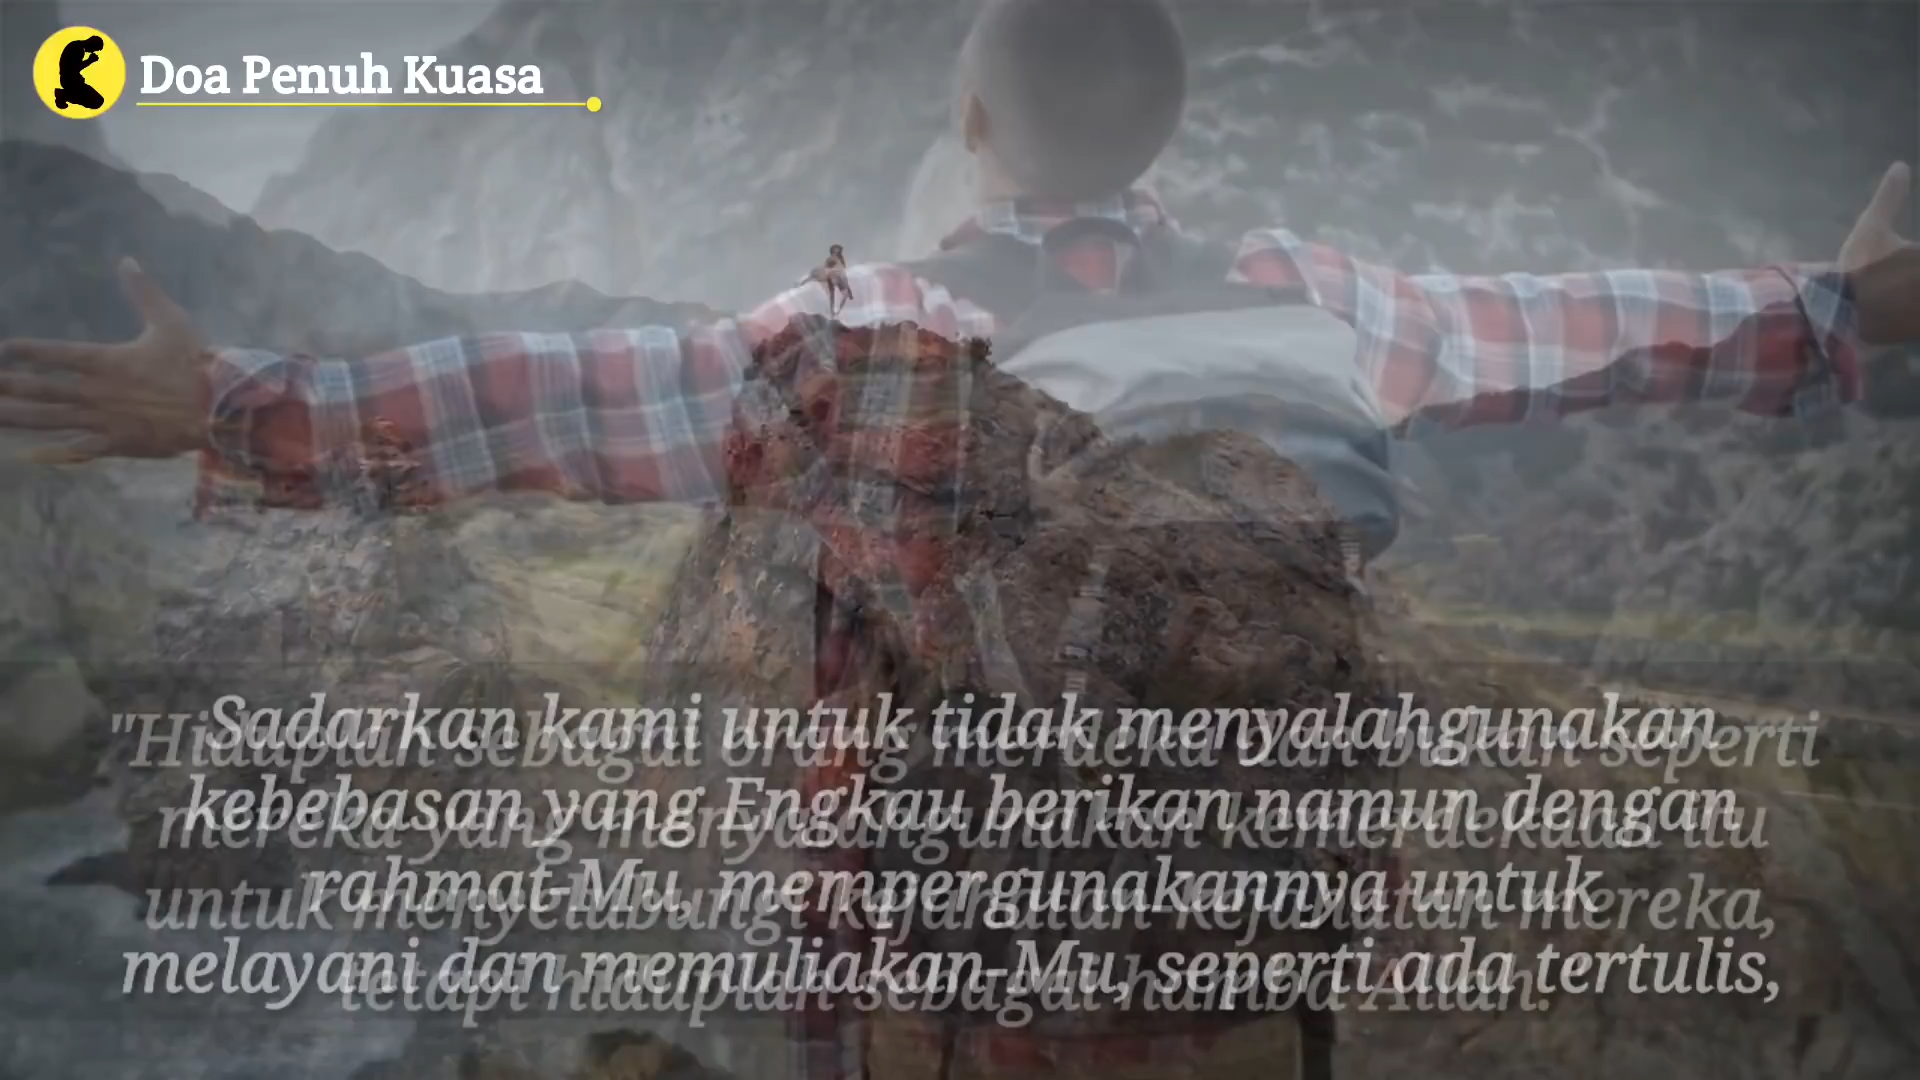 Doa Penuh Kuasa
Sadarkan kami untuk tidak menyalahgunakan
kebebasan yang Engkau berikan namun dengan
rahmat-Mu, mempergunakannya untuk
melayani dan memuliakan-Mu, seperti ada tertulis,
"Hiduplah sebagai orang merdeka dan bukan seperti
mereka yang menyalahgunakan kemerdekaan itu
untuk menyelubungi kejahatan-kejahatan mereka,
tetapi hiduplah sebagai hamba Allah.